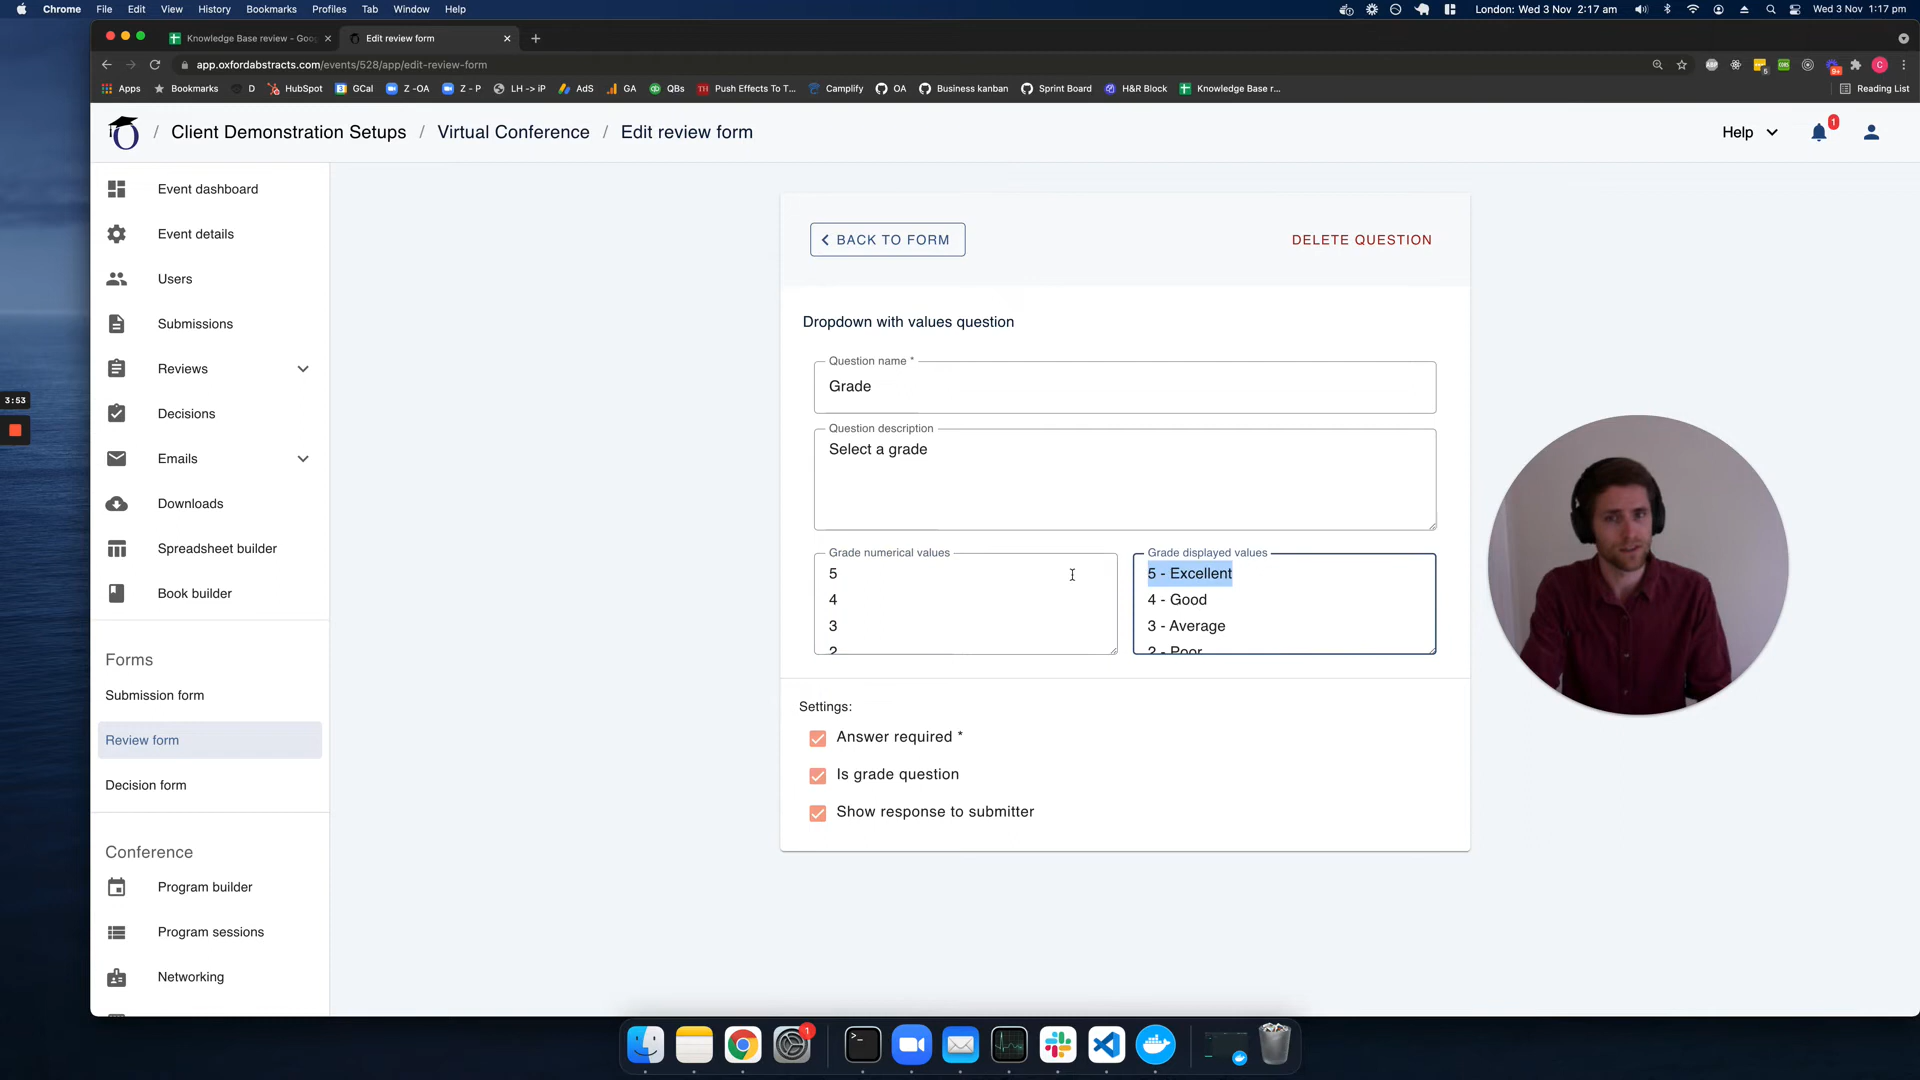 Chrome File Edit View History Bookmarks Profiles Tab Window Help
London: Wed 3 Nov 2:17 am
Wed 3 Nov 1:17 pm
Knowledge Base review - Goo
Edit review form
app.oxfordabstracts.com/events/528/app/edit-review-form
Apps
Bookmarks
D
HubSpot
GCal
Z -OA
Z - P
LH -> iP
AdS
GA
QBs
TH Push Effects To T...
Camplify
OA
Business kanban
Sprint Board
H&R Block
Knowledge Base r...
Reading List
/ Client Demonstration Setups / Virtual Conference / Edit review form
Help
1
Event dashboard
Event details
Users
Submissions
Reviews
Decisions
Emails
Downloads
Spreadsheet builder
Book builder
Forms
Submission form
Review form
Decision form
Conference
Program builder
Program sessions
Networking
3:53
BACK TO FORM
DELETE QUESTION
Dropdown with values question
Question name *
Grade
Question description
Select a grade
Grade numerical values
5
4
3
2
Grade displayed values
5 - Excellent
4 - Good
3 - Average
2 - Poor
Settings:
Answer required *
Is grade question
Show response to submitter
1